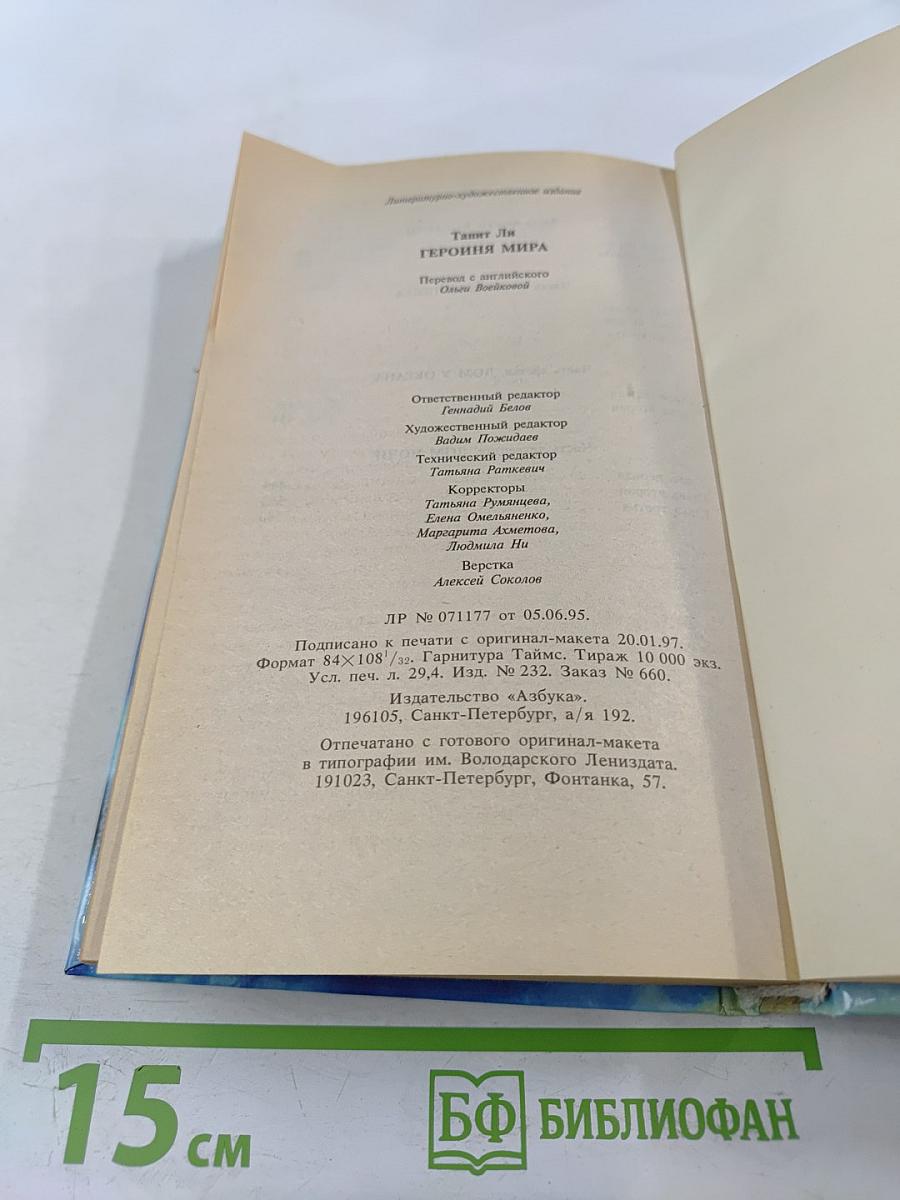 Литературно-художественное издание
Танит Ли
ГЕРОИНЯ МИРА
Перевод с английского
Ольги Воейковой
Ответственный редактор
Геннадий Белов
Художественный редактор
Вадим Пожидаев
Технический редактор
Татьяна Раткевич
Корректоры
Татьяна Румянцева,
Елена Омельяненко,
Маргарита Ахметова,
Людмила Ни
Верстка
Алексей Соколов
ЛР № 071177 от 05.06.95.
Подписано к печати с оригинал-макета 20.01.97.
Формат 84×108¹/₃₂. Гарнитура Таймс. Тираж 10 000 экз.
Усл. печ. л. 29,4. Изд. № 232. Заказ № 660.
Издательство «Азбука».
196105, Санкт-Петербург, а/я 192.
Отпечатано с готового оригинал-макета
в типографии им. Володарского Лениздата.
191023, Санкт-Петербург, Фонтанка, 57.
15 см
БФ БИБЛИОФАН